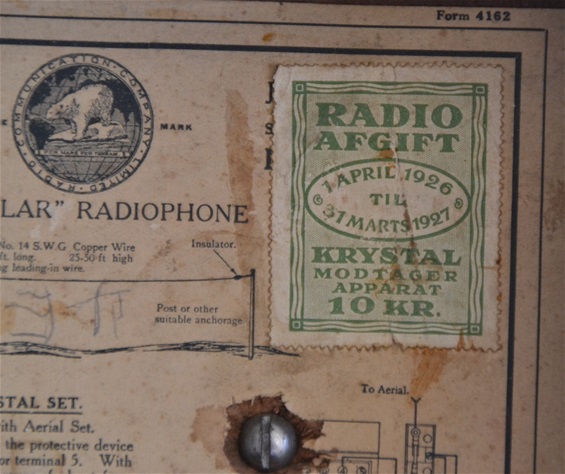 Form 4162
RADIO COMMUNICATION COMPANY LIMITED
MARK
LAR" RADIOPHONE
No. 14 S.W.G Copper Wire
ft. long. 25-50 ft high
leading-in wire.
Insulator.
Post or other
suitable anchorage
RADIO
AFGIFT
1 APRIL 1926
TIL
31 MARTS 1927
KRYSTAL
MODTAGER
APPARAT
10 KR.
STAL SET.
ith Aerial Set.
the protective device
or terminal 5. With
To Aerial.